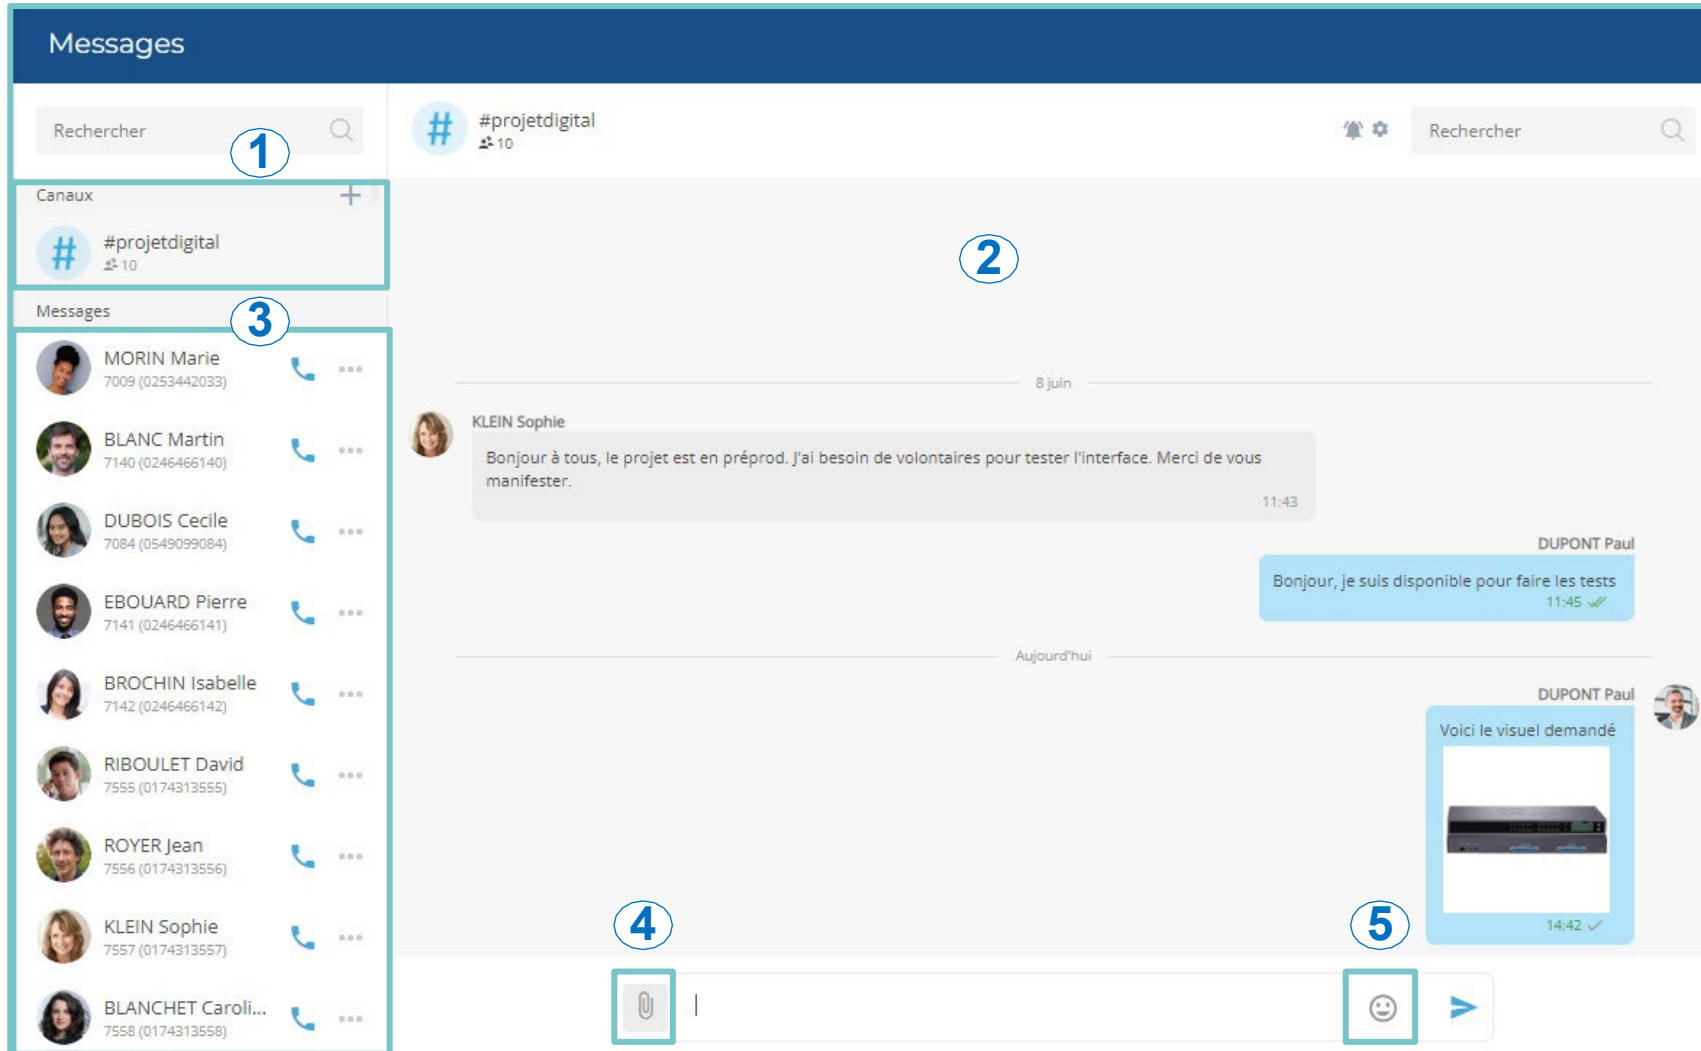 Messages
Rechercher
1
Canaux
#projetdigital
10
Messages
3
MORIN Marie
7009 (0253442033)
BLANC Martin
7140 (0246466140)
DUBOIS Cecile
7084 (0549099084)
EBOUARD Pierre
7141 (0246466141)
BROCHIN Isabelle
7142 (0246466142)
RIBOULET David
7555 (0174313555)
ROYER Jean
7556 (0174313556)
KLEIN Sophie
7557 (0174313557)
BLANCHET Caroli...
7558 (0174313558)
#projetdigital
10
Rechercher
2
8 juin
KLEIN Sophie
Bonjour à tous, le projet est en préprod. J'ai besoin de volontaires pour tester l'interface. Merci de vous
manifester.
11:43
DUPONT Paul
Bonjour, je suis disponible pour faire les tests
11:45
Aujourd'hui
DUPONT Paul
Voici le visuel demandé
14:42
4
5